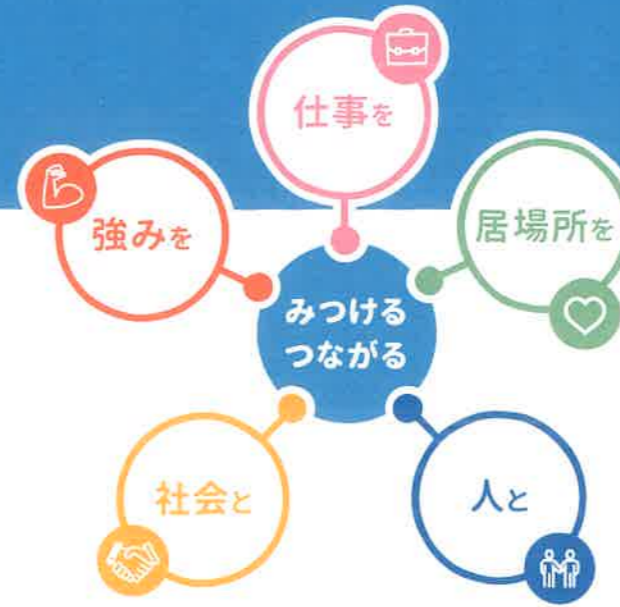 仕事を
強みを
居場所を
みつける
つながる
社会と
人と